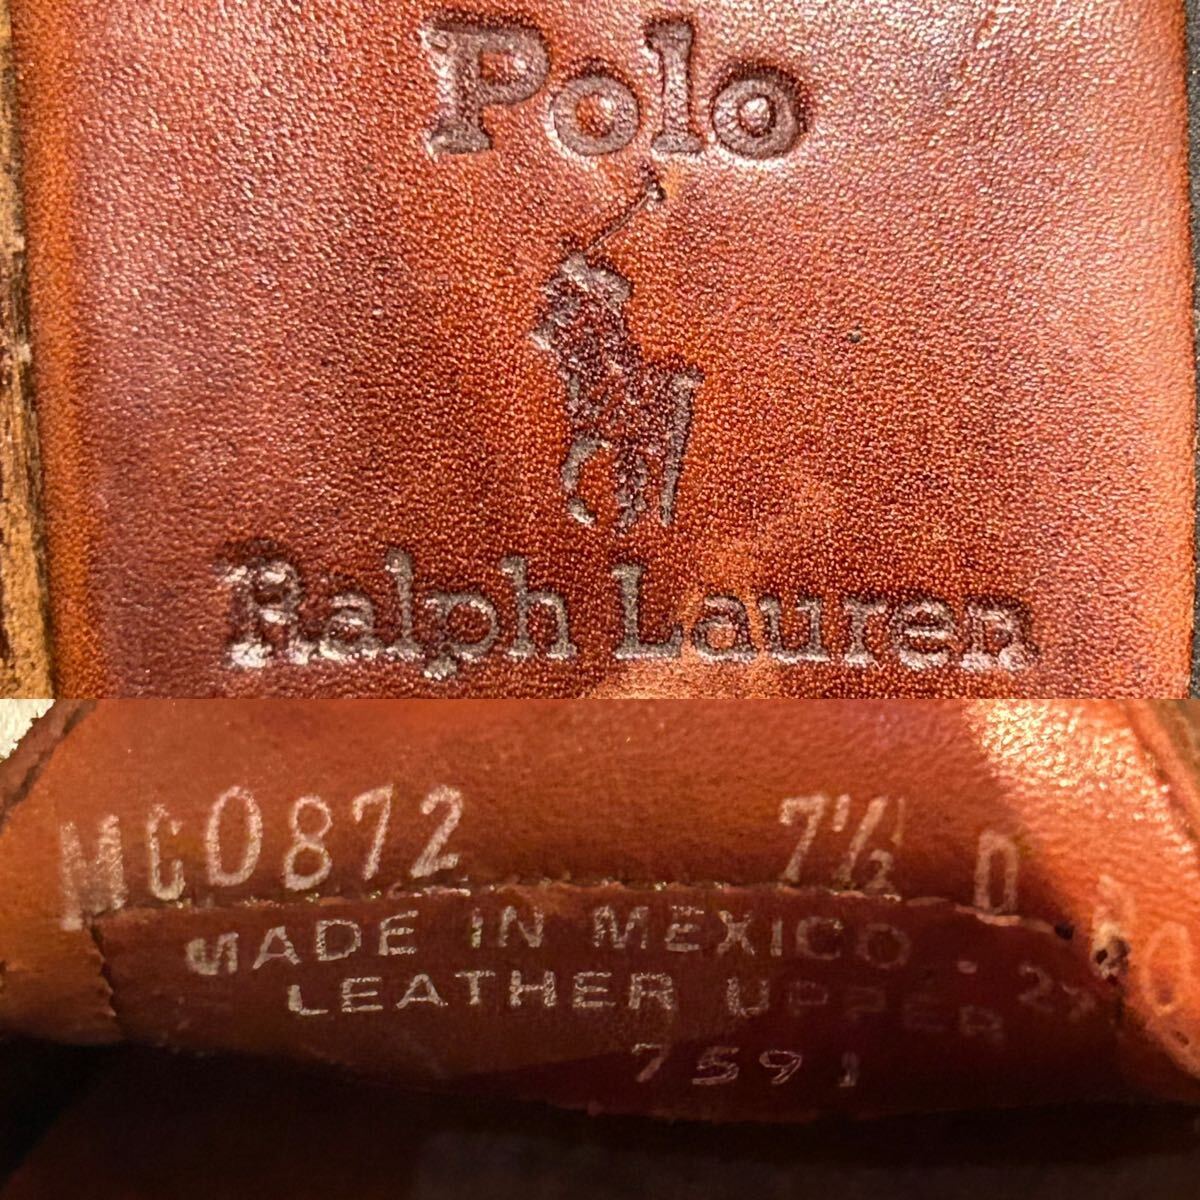 Polo
Ralph Lauren
MC0872 7½ D
MADE IN MEXICO
LEATHER UPPER
7591